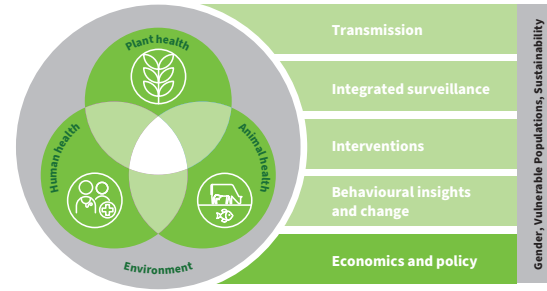 Plant health
Human health
Animal health
Environment
Transmission
Integrated surveillance
Interventions
Behavioural insights
and change
Economics and policy
Gender, Vulnerable Populations, Sustainability